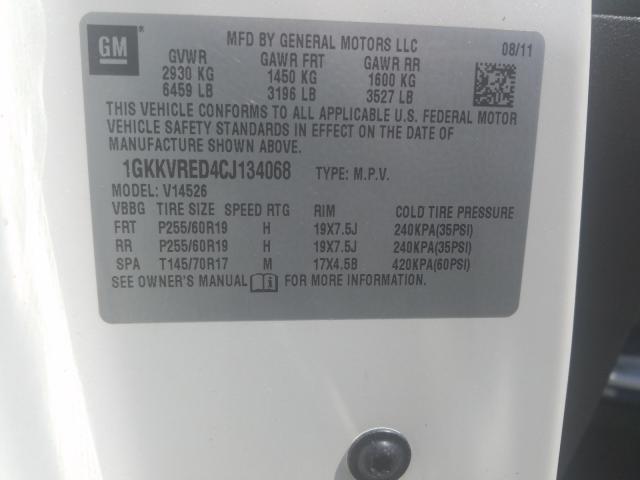 GM
MFD BY GENERAL MOTORS LLC 08/11
GVWR GAWR FRT GAWR RR
2930 KG 1450 KG 1600 KG
6459 LB 3196 LB 3527 LB
THIS VEHICLE CONFORMS TO ALL APPLICABLE U.S. FEDERAL MOTOR
VEHICLE SAFETY STANDARDS IN EFFECT ON THE DATE OF
MANUFACTURE SHOWN ABOVE.
1GKKVRED4CJ134068 TYPE: M.P.V.
MODEL: V14526
VBBG TIRE SIZE SPEED RTG RIM COLD TIRE PRESSURE
FRT P255/60R19 H 19X7.5J 240KPA(35PSI)
RR P255/60R19 H 19X7.5J 240KPA(35PSI)
SPA T145/70R17 M 17X4.5B 420KPA(60PSI)
SEE OWNER'S MANUAL FOR MORE INFORMATION.